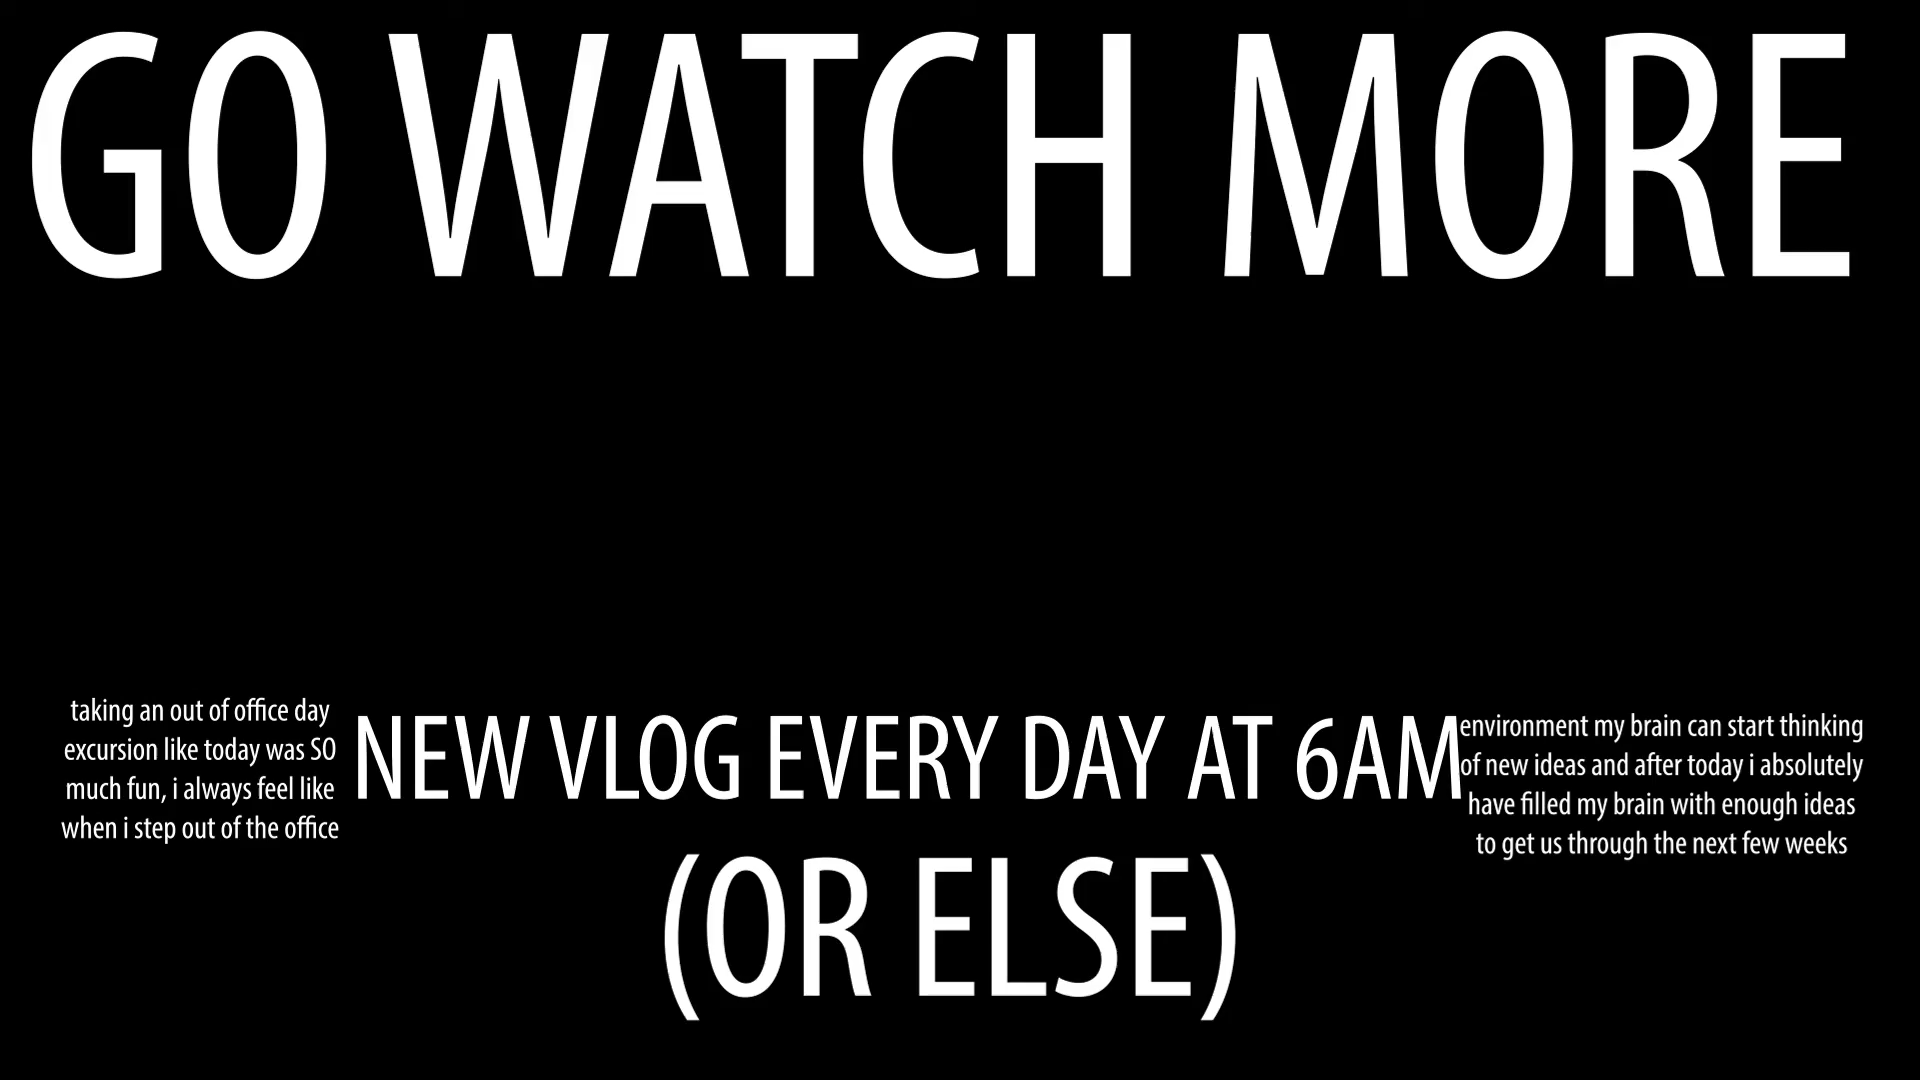 GO WATCH MORE
taking an out of office day
excursion like today was SO
much fun, i always feel like
when i step out of the office
NEW VLOG EVERY DAY AT 6AM
(OR ELSE)
environment my brain can start thinking
of new ideas and after today i absolutely
have filled my brain with enough ideas
to get us through the next few weeks